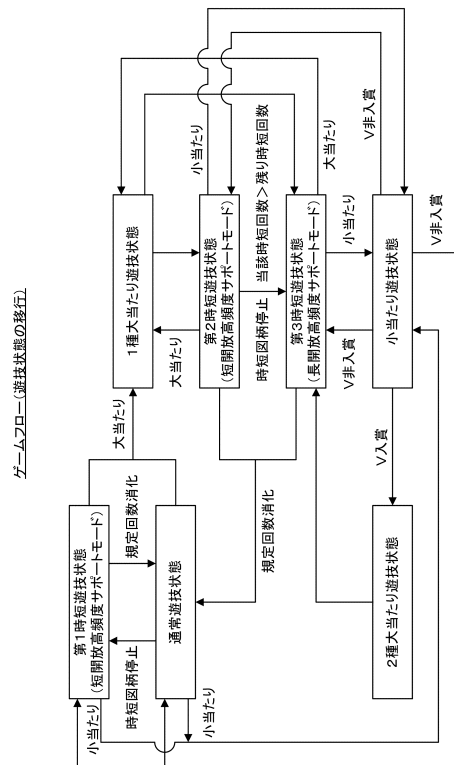 ゲームフロー(遊技状態の移行)
第1時短遊技状態
(短開放高頻度サポートモード)
小当たり
時短図柄停止
規定回数消化
大当たり
通常遊技状態
小当たり
1種大当たり遊技状態
大当たり
小当たり
第2時短遊技状態
(短開放高頻度サポートモード)
時短図柄停止
当該時短回数>残り時短回数
規定回数消化
第3時短遊技状態
(長開放高頻度サポートモード)
大当たり
V非入賞
小当たり
V非入賞
小当たり遊技状態
V入賞
V非入賞
2種大当たり遊技状態